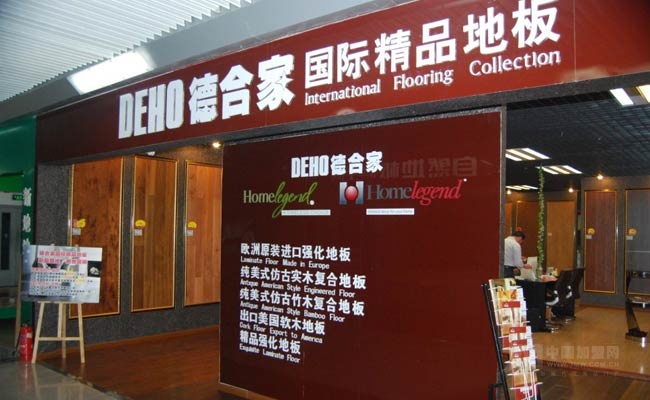 DEHO德合家 国际精品地板
International Flooring Collection
DEHO德合家
Homelegend
Homelegend
欧洲原装进口强化地板
Laminate Floor Made in Europe
纯美式仿古实木复合地板
Antique American Style Engineered Floor
纯美式仿古竹木复合地板
Antique American Style Bamboo Floor
出口美国软木地板
Cork Floor Export to America
精品强化地板
Exquisite Laminate Floor
中国加盟网